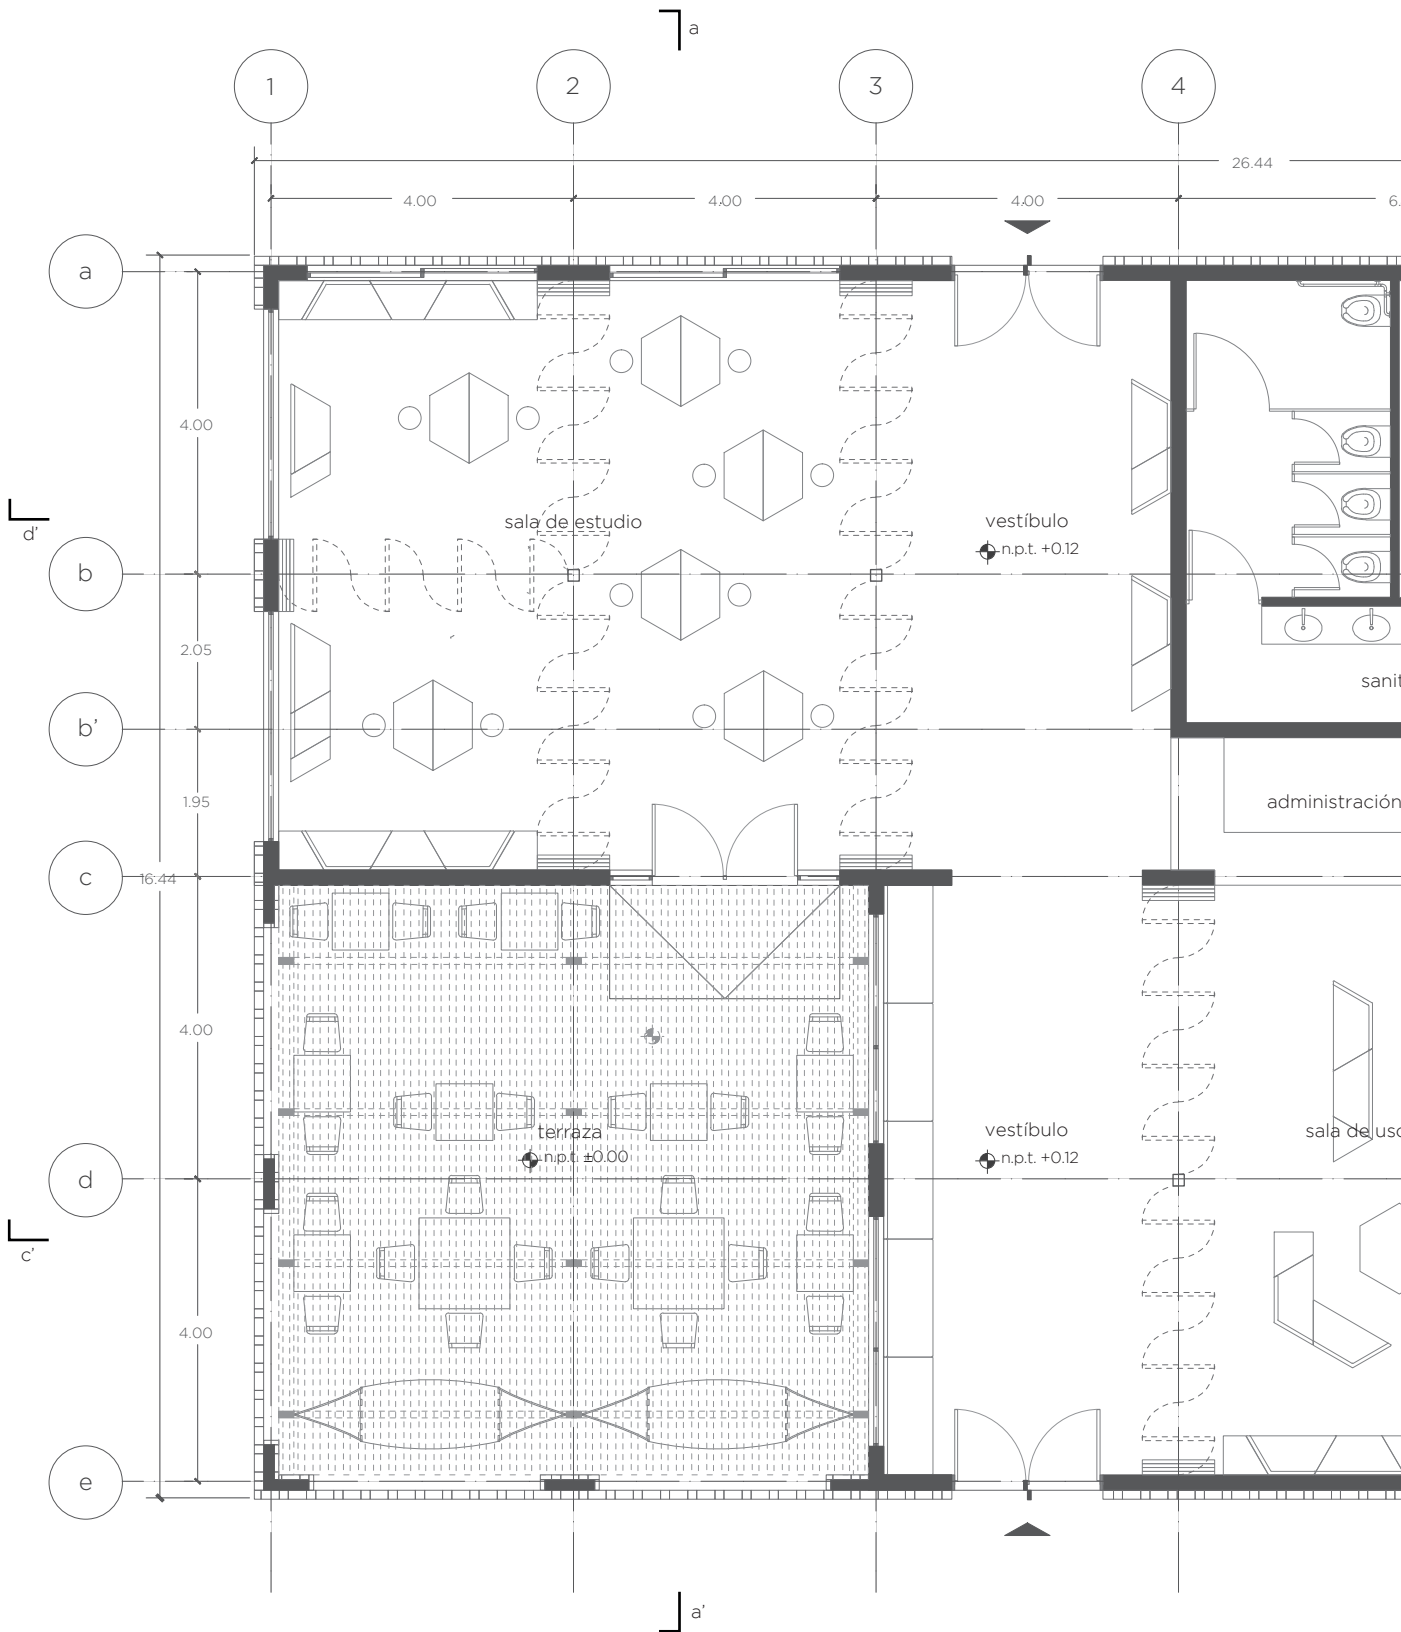 a
1
2
3
4
26.44
4.00
4.00
4.00
6.
a
4.00
d'
sala de estudio
vestíbulo
n.p.t. +0.12
b
2.05
sanit
b'
1.95
administración
c
16.44
4.00
terraza
n.p.t. ±0.00
vestíbulo
n.p.t. +0.12
sala de uso
d
c'
4.00
e
a'